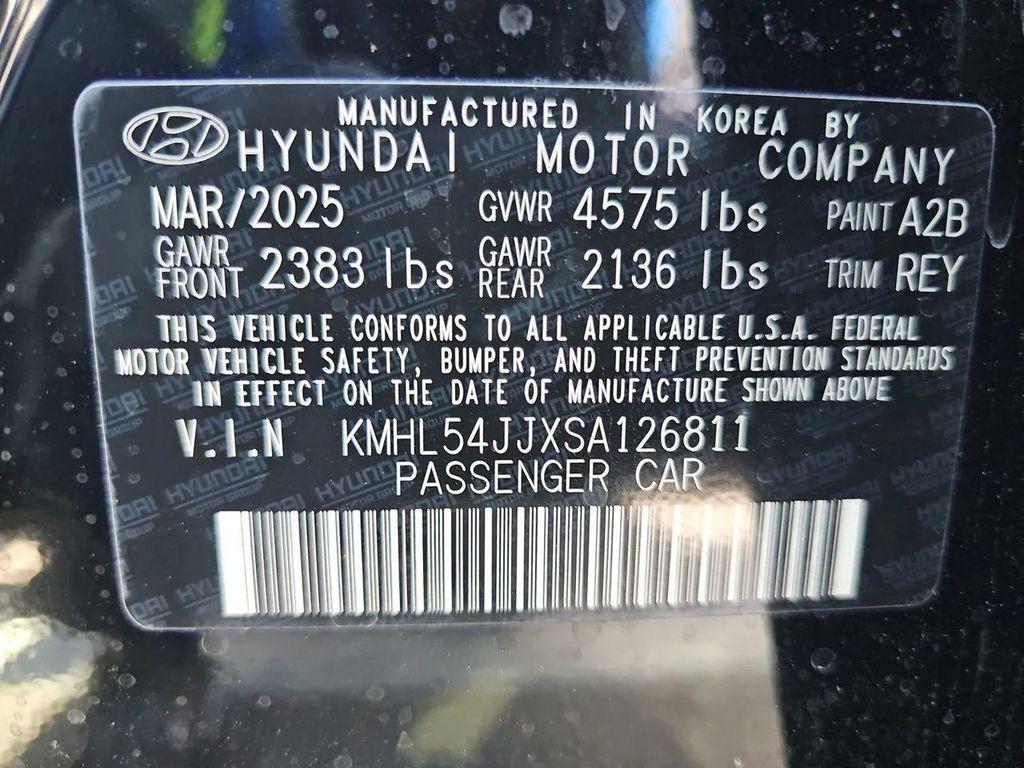 MANUFACTURED IN KOREA BY
HYUNDAI MOTOR COMPANY
MAR/2025 GVWR 4575 lbs PAINT A2B
GAWR FRONT 2383 lbs GAWR REAR 2136 lbs TRIM REY
THIS VEHICLE CONFORMS TO ALL APPLICABLE U.S.A. FEDERAL
MOTOR VEHICLE SAFETY, BUMPER, AND THEFT PREVENTION STANDARDS
IN EFFECT ON THE DATE OF MANUFACTURE SHOWN ABOVE
V.I.N KMHL54JJXSA126811
PASSENGER CAR